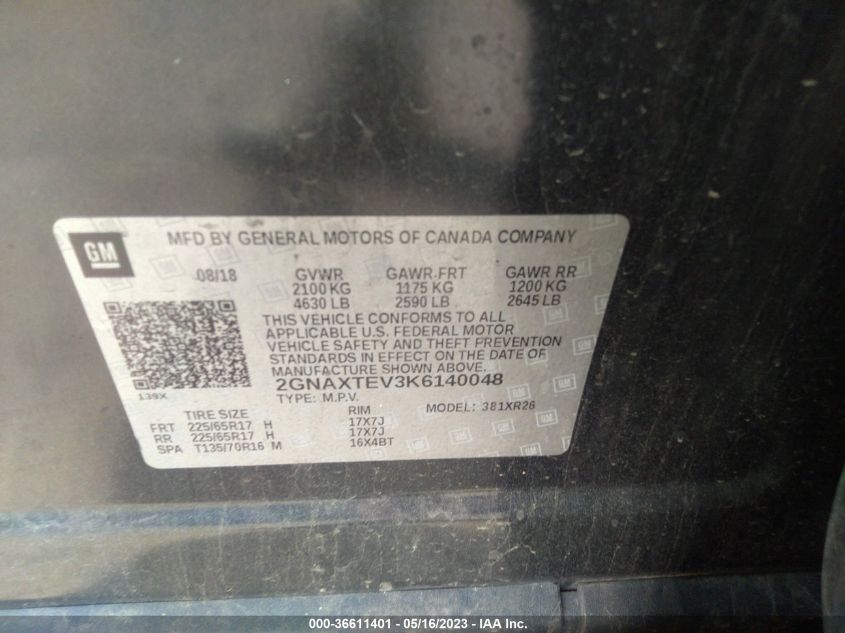 GM
MFD BY GENERAL MOTORS OF CANADA COMPANY
08/18 GVWR GAWR FRT GAWR RR
2100 KG 1175 KG 1200 KG
4630 LB 2590 LB 2645 LB
THIS VEHICLE CONFORMS TO ALL
APPLICABLE U.S. FEDERAL MOTOR
VEHICLE SAFETY AND THEFT PREVENTION
STANDARDS IN EFFECT ON THE DATE OF
MANUFACTURE SHOWN ABOVE.
139X 2GNAXTEV3K6140048
TYPE: M.P.V. MODEL: 381XR26
TIRE SIZE RIM
FRT 225/65R17 H 17X7J
RR 225/65R17 H 17X7J
SPA T135/70R16 M 16X4BT
000-36611401 - 05/16/2023 - IAA Inc.